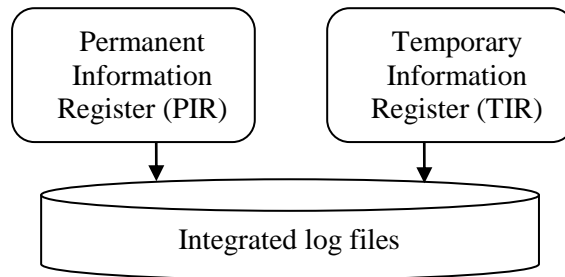 Permanent
Information
Register (PIR)
Temporary
Information
Register (TIR)
Integrated log files